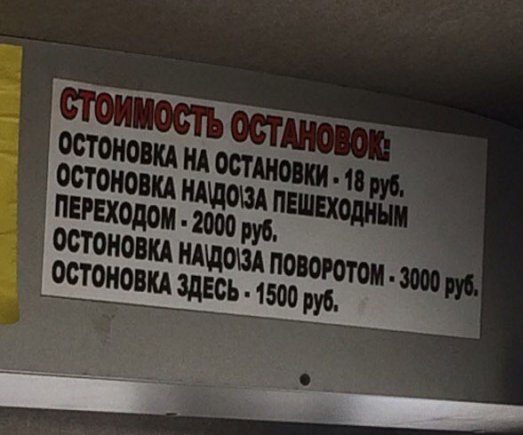 СТОИМОСТЬ ОСТАНОВОК:
ОСТОНОВКА НА ОСТАНОВКИ - 18 руб.
ОСТОНОВКА НА\ДО\ЗА ПЕШЕХОДНЫМ
ПЕРЕХОДОМ - 2000 руб.
ОСТОНОВКА НА\ДО\ЗА ПОВОРОТОМ - 3000 руб.
ОСТОНОВКА ЗДЕСЬ - 1500 руб.